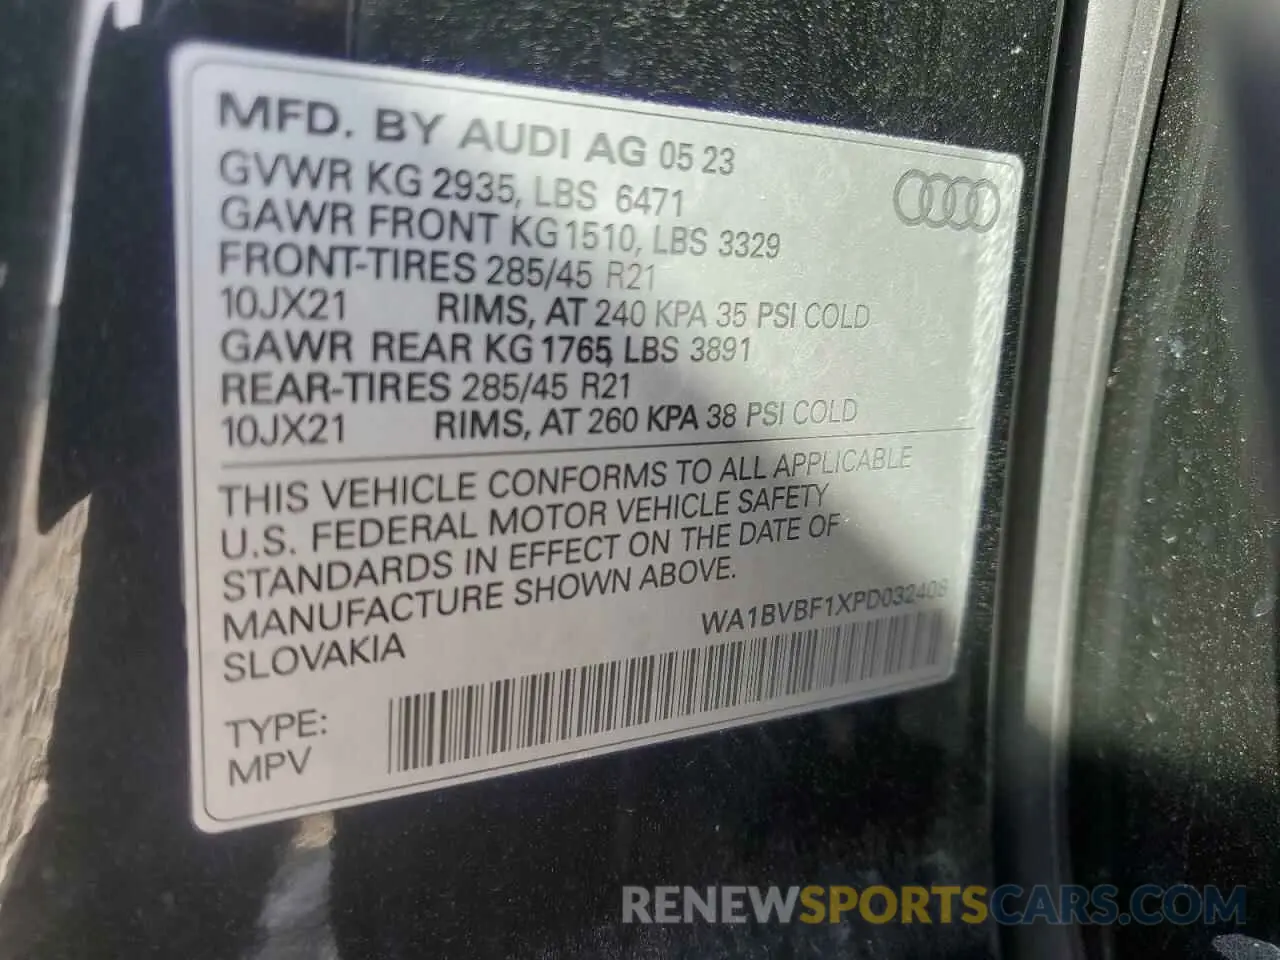 MFD. BY AUDI AG 05 23
GVWR KG 2935, LBS 6471
GAWR FRONT KG 1510, LBS 3329
FRONT-TIRES 285/45 R21
10JX21 RIMS, AT 240 KPA 35 PSI COLD
GAWR REAR KG 1765, LBS 3891
REAR-TIRES 285/45 R21
10JX21 RIMS, AT 260 KPA 38 PSI COLD
THIS VEHICLE CONFORMS TO ALL APPLICABLE
U.S. FEDERAL MOTOR VEHICLE SAFETY
STANDARDS IN EFFECT ON THE DATE OF
MANUFACTURE SHOWN ABOVE.
SLOVAKIA
WA1BVBF1XPD032408
TYPE:
MPV
RENEWSPORTSCARS.COM